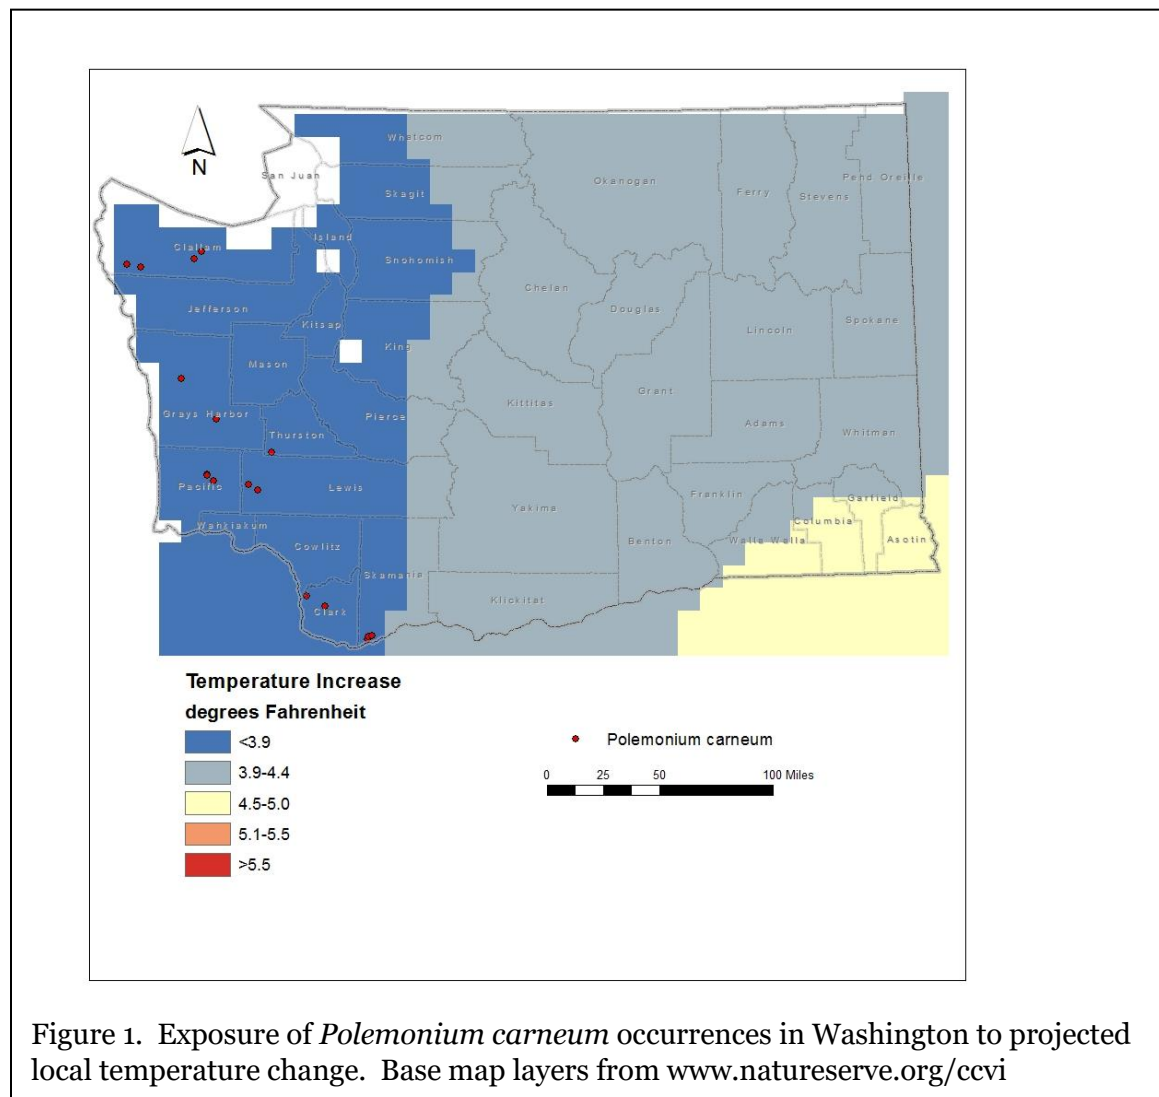 N
Whatcom
San Juan
Skagit
Okanogan
Ferry
Stevens
Pend Oreille
Clallam
Island
Snohomish
Chelan
Jefferson
Kitsap
Douglas
Lincoln
Spokane
King
Mason
Grant
Kittitas
Grays Harbor
Pierce
Adams
Whitman
Thurston
Pacific
Lewis
Yakima
Franklin
Garfield
Columbia
Asotin
Wahkiakum
Cowlitz
Benton
Walla Walla
Skamania
Klickitat
Clark
Temperature Increase
degrees Fahrenheit
<3.9
3.9-4.4
4.5-5.0
5.1-5.5
>5.5
Polemonium carneum
0 25 50 100 Miles
Figure 1. Exposure of Polemonium carneum occurrences in Washington to projected
local temperature change. Base map layers from www.natureserve.org/ccvi